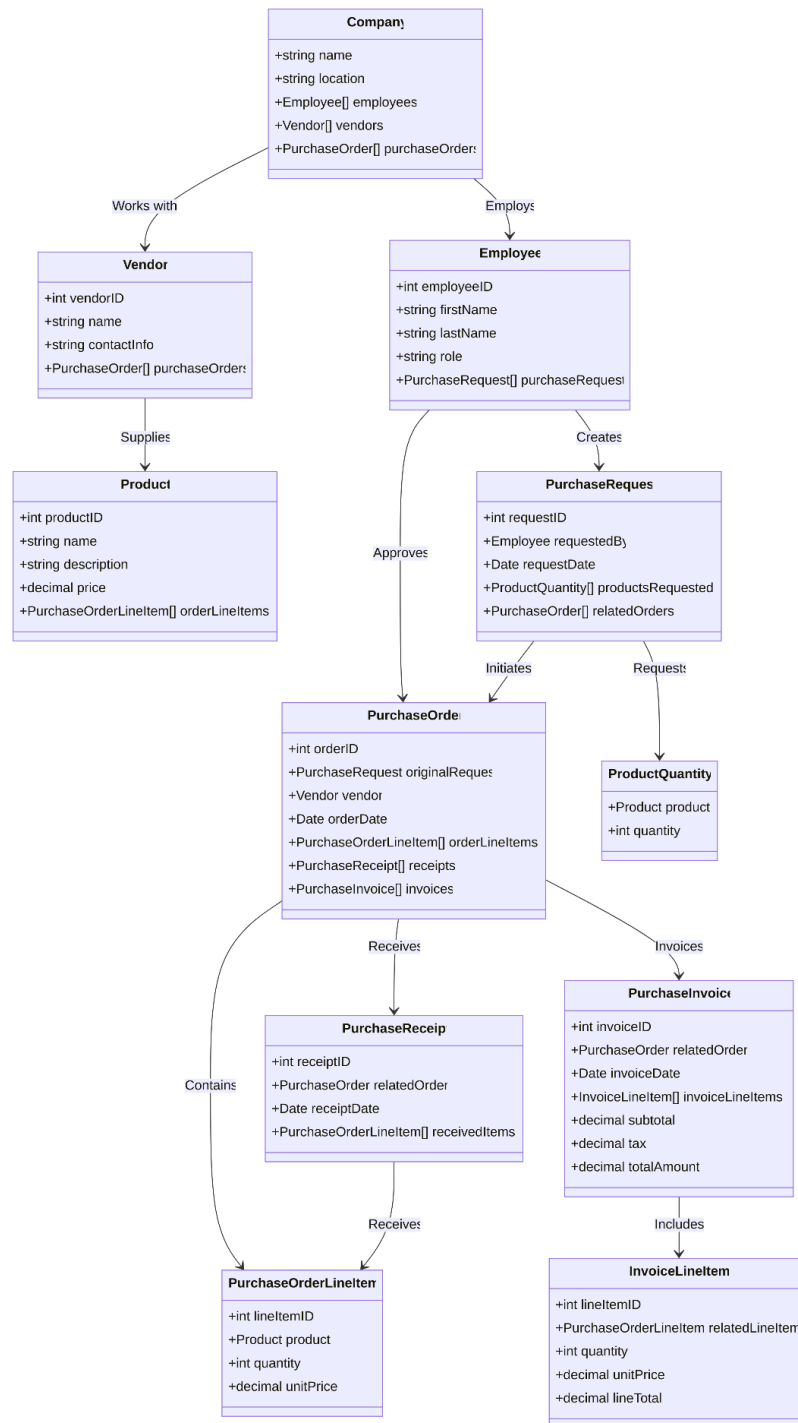 Company
+string name
+string location
+Employee[] employees
+Vendor[] vendors
+PurchaseOrder[] purchaseOrders
Works with
Employs
Vendor
+int vendorID
+string name
+string contactInfo
+PurchaseOrder[] purchaseOrders
Employee
+int employeeID
+string firstName
+string lastName
+string role
+PurchaseRequest[] purchaseRequest
Supplies
Creates
Product
+int productID
+string name
+string description
+decimal price
+PurchaseOrderLineItem[] orderLineItems
Approves
PurchaseReques
+int requestID
+Employee requestedBy
+Date requestDate
+ProductQuantity[] productsRequested
+PurchaseOrder[] relatedOrders
Initiates
Requests
PurchaseOrde
+int orderID
+PurchaseRequest originalReques
+Vendor vendor
+Date orderDate
+PurchaseOrderLineItem[] orderLineItems
+PurchaseReceipt[] receipts
+PurchaseInvoice[] invoices
ProductQuantity
+Product product
+int quantity
Receives
Invoices
Contains
PurchaseReceip
+int receiptID
+PurchaseOrder relatedOrder
+Date receiptDate
+PurchaseOrderLineItem[] receivedItems
PurchaseInvoice
+int invoiceID
+PurchaseOrder relatedOrder
+Date invoiceDate
+InvoiceLineItem[] invoiceLineItems
+decimal subtotal
+decimal tax
+decimal totalAmount
Receives
Includes
PurchaseOrderLineItem
+int lineItemID
+Product product
+int quantity
+decimal unitPrice
InvoiceLineItem
+int lineItemID
+PurchaseOrderLineItem relatedLineItem
+int quantity
+decimal unitPrice
+decimal lineTotal